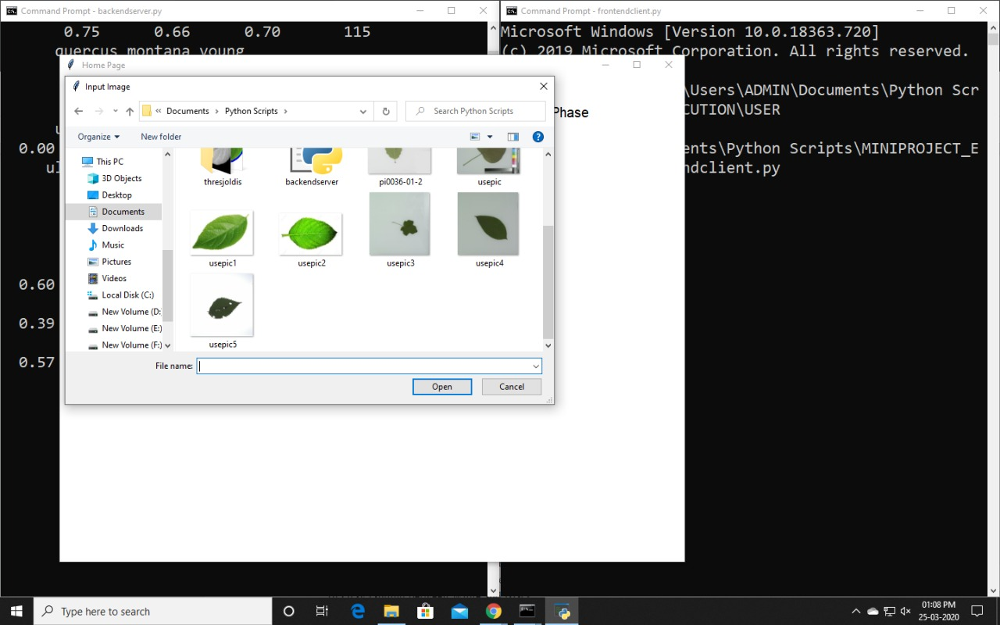 Command Prompt - backendserver.py
0.75 0.66 0.70 115
quercus montana young
0.00
0.60
0.39
0.57
Command Prompt - frontendclient.py
Microsoft Windows [Version 10.0.18363.720]
(c) 2019 Microsoft Corporation. All rights reserved.
\Users\ADMIN\Documents\Python Scr
CUTION\USER
ents\Python Scripts\MINIPROJECT_E
ndclient.py
Home Page
Phase
Input Image
« Documents › Python Scripts ›
Search Python Scripts
Organize
New folder
This PC
3D Objects
Desktop
Documents
Downloads
Music
Pictures
Videos
Local Disk (C:)
New Volume (D:
New Volume (E:)
New Volume (F:)
thresjoldis
backendserver
pi0036-01-2
usepic
usepic1
usepic2
usepic3
usepic4
usepic5
File name:
Open
Cancel
Type here to search
01:08 PM
25-03-2020